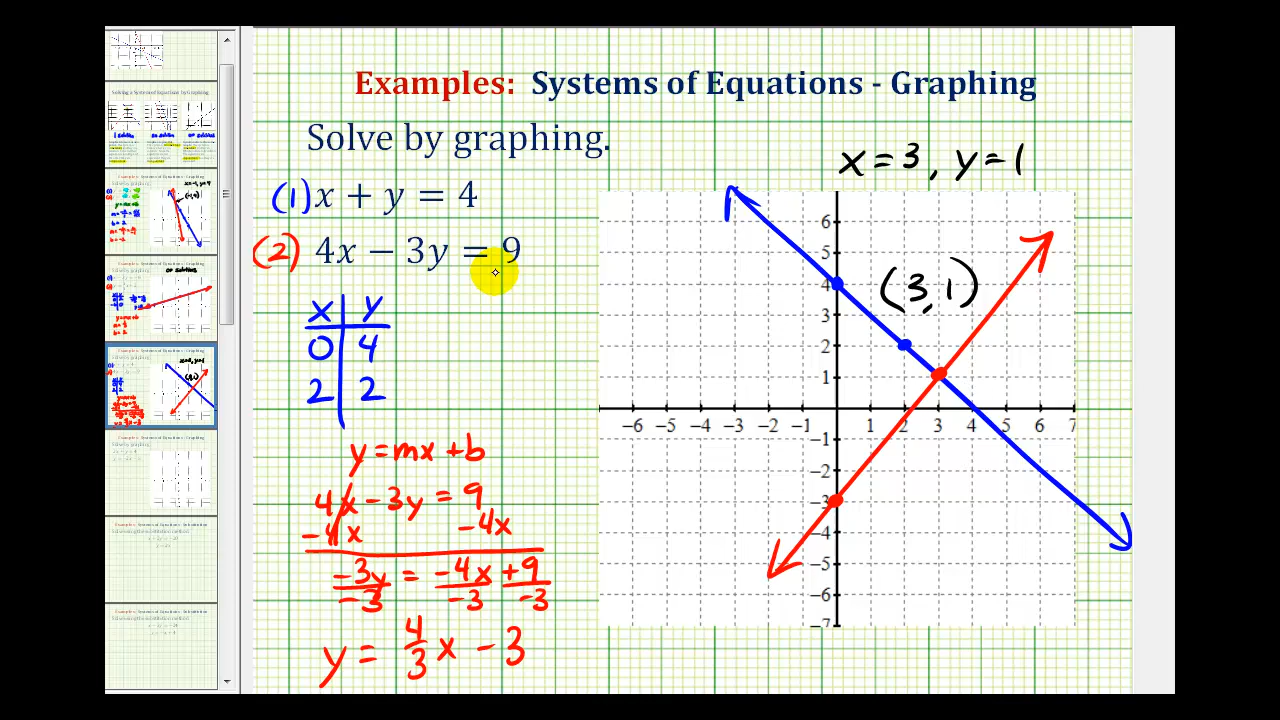 Examples: Systems of Equations - Graphing
Solve by graphing.
x = 3 , y = 1
(1) x + y = 4
(2) 4x − 3y = 9
x y
0 4
2 2
y = mx + b
4x - 3y = 9
-4x -4x
-3y = -4x + 9
-3 -3 -3
y = 4/3 x - 3
(3, 1)
6
5
4
3
2
1
−6 −5 −4 −3 −2 −1 1 2 3 4 5 6 7
−1
−2
−3
−4
−5
−6
−7